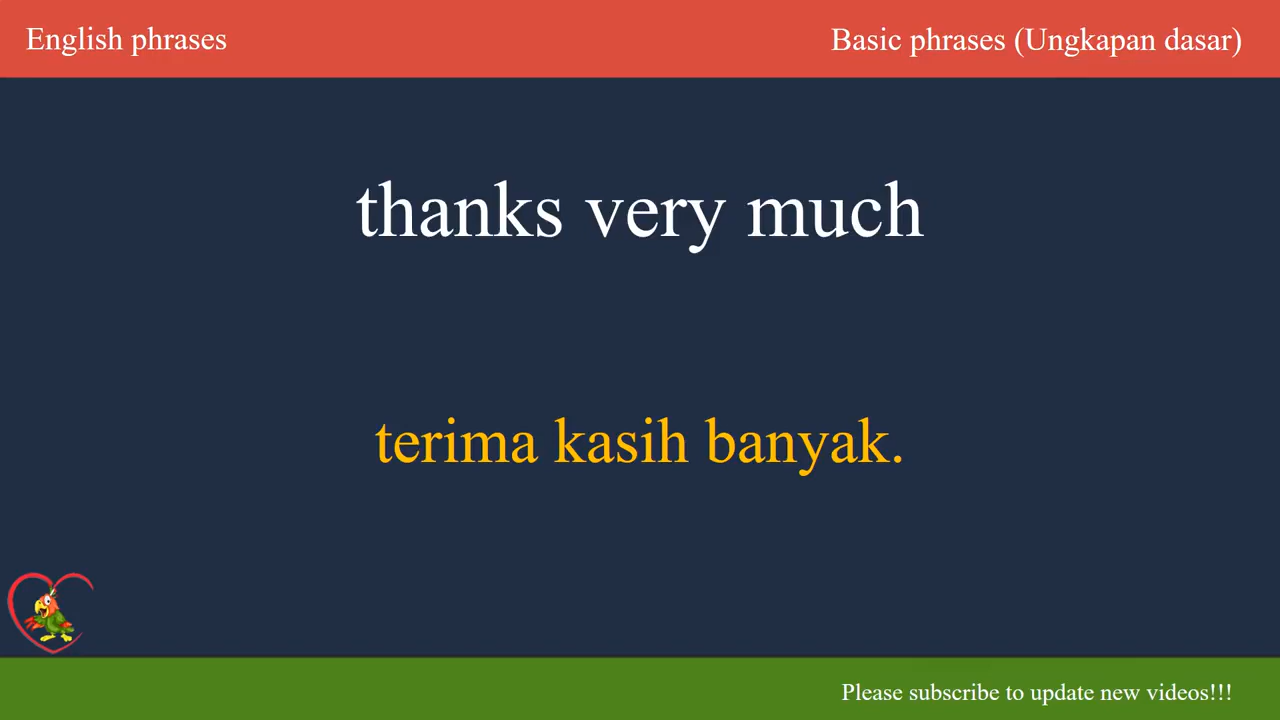 English phrases
Basic phrases (Ungkapan dasar)
thanks very much
terima kasih banyak.
Please subscribe to update new videos!!!